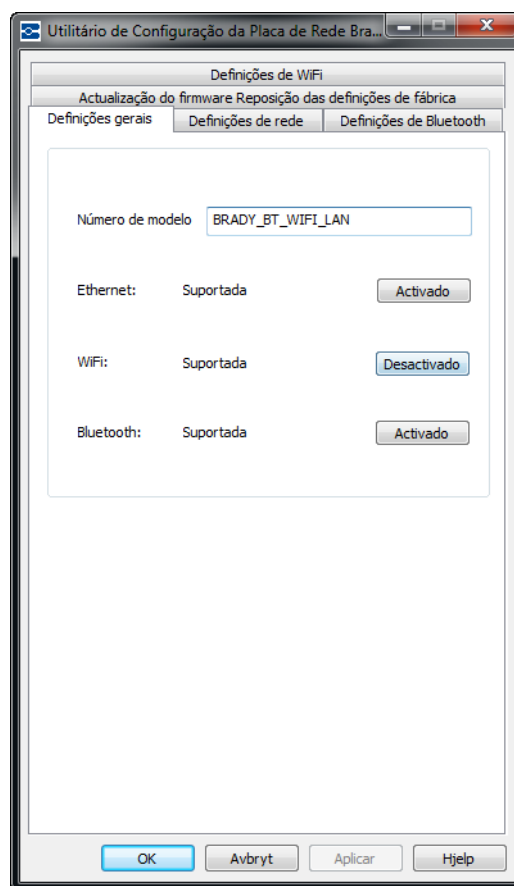 Utilitário de Configuração da Placa de Rede Bra...
Definições de WiFi
Actualização do firmware Reposição das definições de fábrica
Definições gerais Definições de rede Definições de Bluetooth
Número de modelo BRADY_BT_WIFI_LAN
Ethernet: Suportada Activado
WiFi: Suportada Desactivado
Bluetooth: Suportada Activado
OK Avbryt Aplicar Hjelp